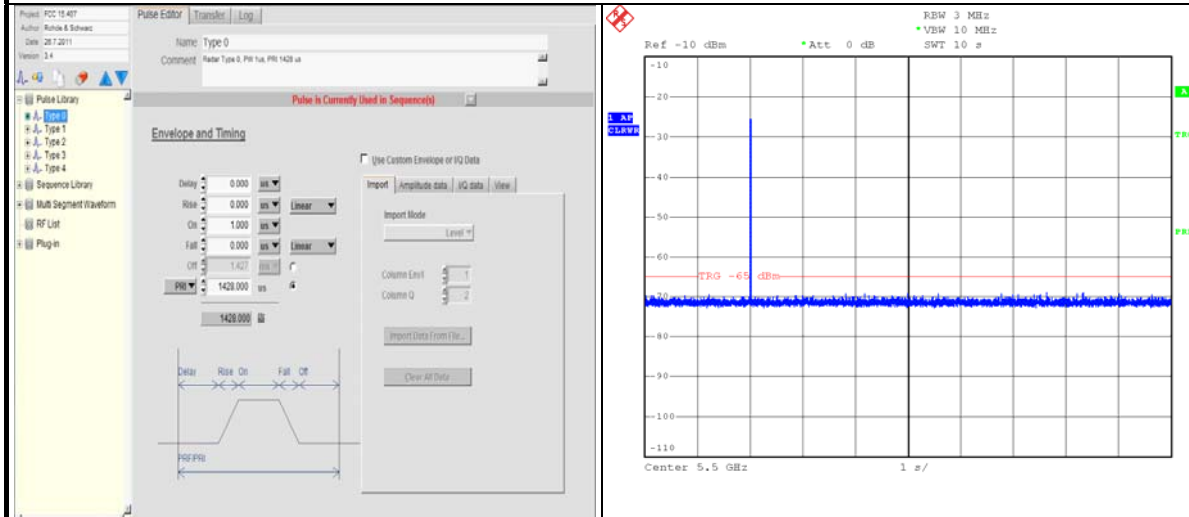 Project FCC 15.407
Author Rohde & Schwarz
Date 26.7.2011
Version 3.4
Pulse Library
Type 0
Type 1
Type 2
Type 3
Type 4
Sequence Library
Multi Segment Waveform
RF List
Plug-in
Pulse Editor Transfer Log
Name Type 0
Comment Radar Type 0, PW 1us, PRI 1428 us
Pulse is Currently Used in Sequence(s)
Envelope and Timing
Use Custom Envelope or I/Q Data
Delay 0.000 us
Rise 0.000 us Linear
On 1.000 us
Fall 0.000 us Linear
Off 1.427 ms
PRI 1428.000 us
1428.000
Import Amplitude data I/Q data View
Import Mode
Level
Column Env/I 1
Column Q 2
Import Data From File...
Clear All Data
Delay Rise On Fall Off
PRF/PRI
RBW 3 MHz
*VBW 10 MHz
Ref -10 dBm *Att 0 dB SWT 10 s
1 AP
CLRWR
A
-10
-20
-30
-40
-50
-60
TRG -65 dBm
-70
-80
-90
-100
-110
Center 5.5 GHz 1 s/